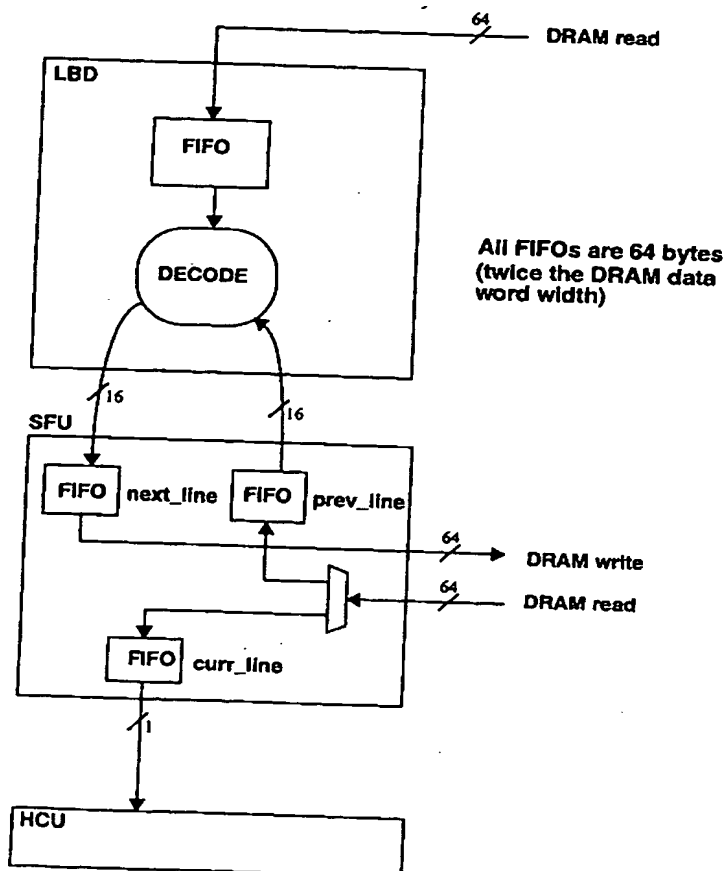 64
DRAM read
LBD
FIFO
DECODE
All FIFOs are 64 bytes
(twice the DRAM data
word width)
16
16
SFU
FIFO
next_line
FIFO
prev_line
64
DRAM write
64
DRAM read
FIFO
curr_line
1
HCU